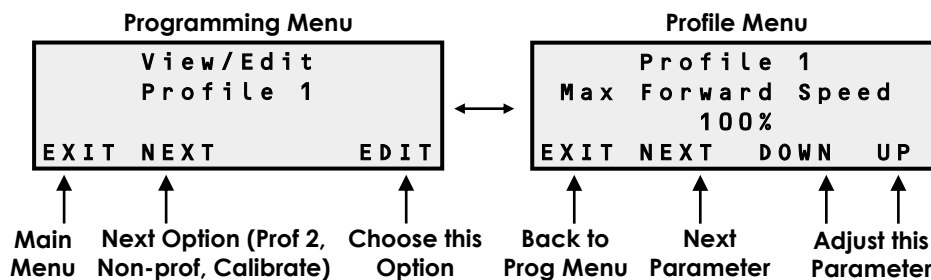 Programming Menu
View/Edit
Profile 1
EXIT NEXT EDIT
Main Menu
Next Option (Prof 2, Non-prof, Calibrate)
Choose this Option
Profile Menu
Profile 1
Max Forward Speed
100%
EXIT NEXT DOWN UP
Back to Prog Menu
Next Parameter
Adjust this Parameter